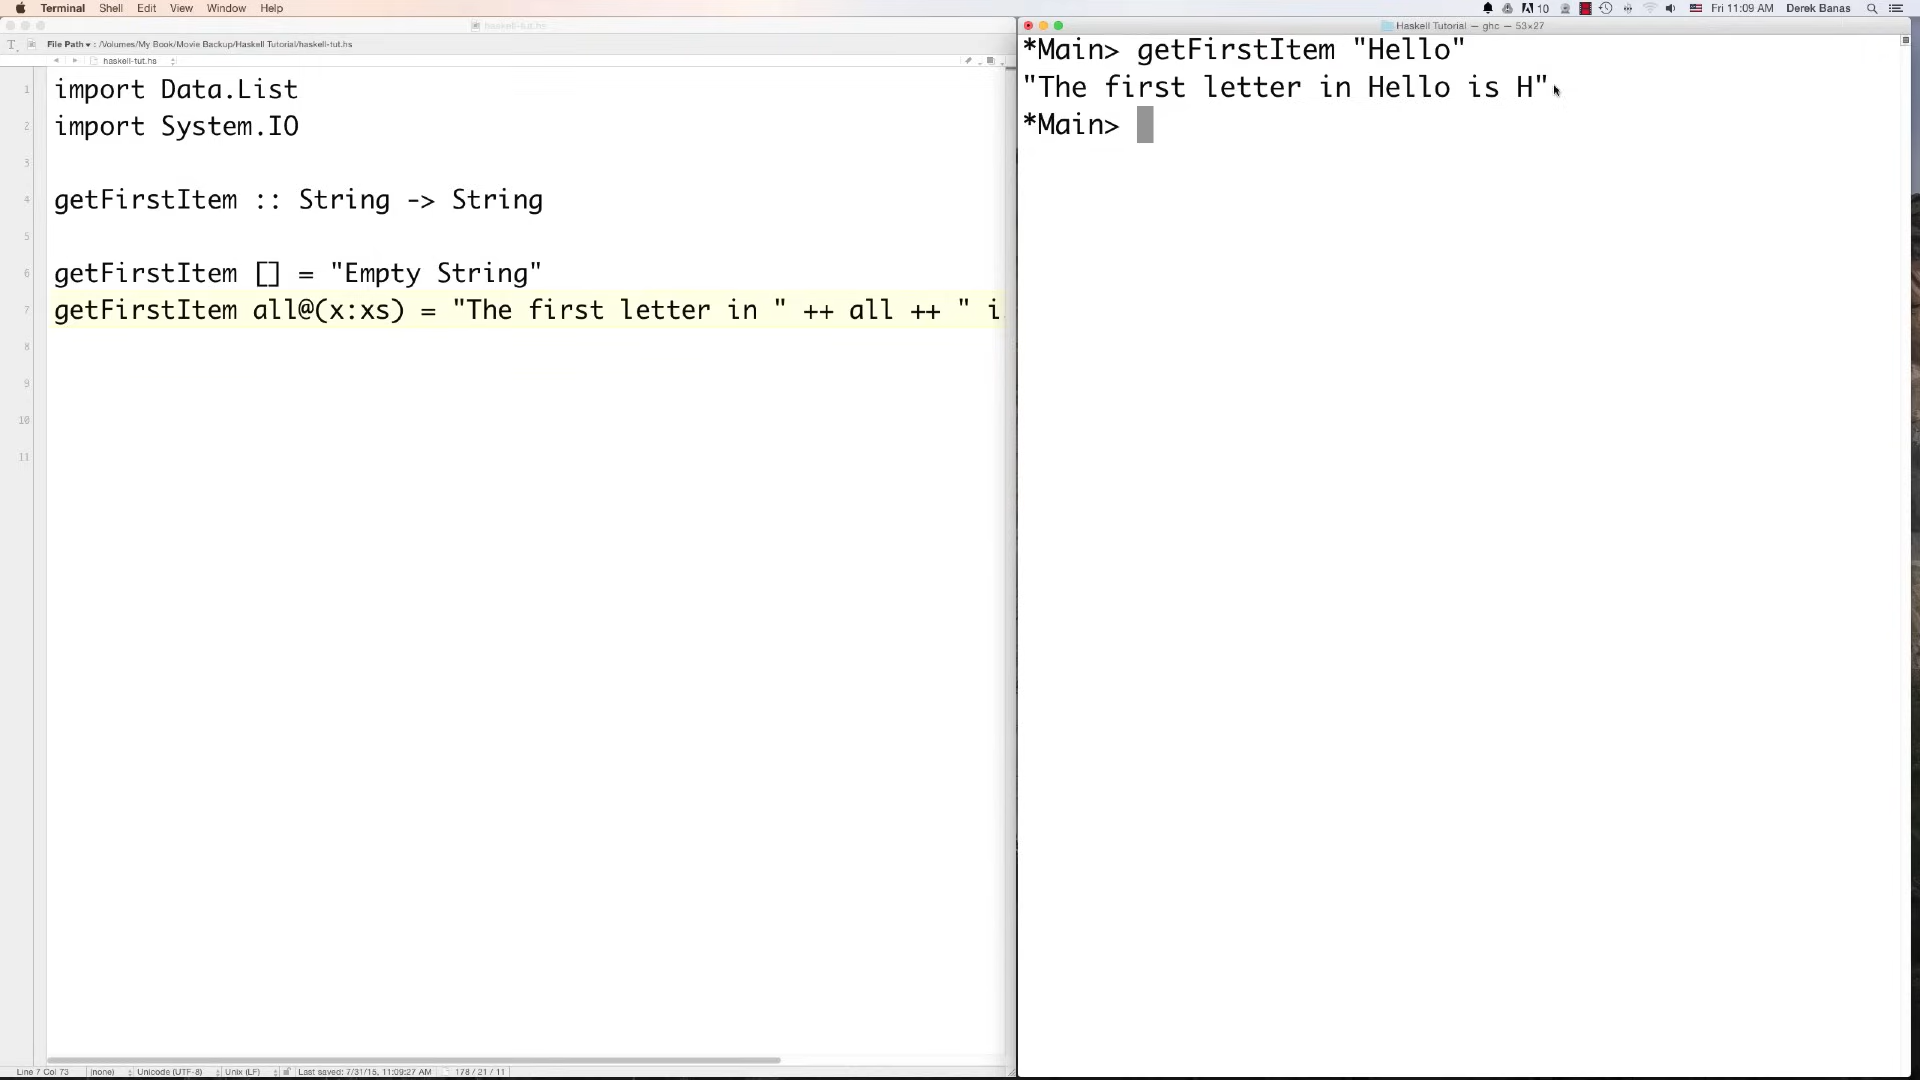 Terminal Shell Edit View Window Help
10 Fri 11:09 AM Derek Banas
haskell-tut.hs
File Path ▾ : /Volumes/My Book/Movie Backup/Haskell Tutorial/haskell-tut.hs
haskell-tut.hs
1 import Data.List
2 import System.IO
3
4 getFirstItem :: String -> String
5
6 getFirstItem [] = "Empty String"
7 getFirstItem all@(x:xs) = "The first letter in " ++ all ++ " i
8
9
10
11
Line 7 Col 73 (none) Unicode (UTF-8) Unix (LF) Last saved: 7/31/15, 11:09:27 AM 178 / 21 / 11
Haskell Tutorial — ghc — 53×27
*Main> getFirstItem "Hello"
"The first letter in Hello is H"
*Main>